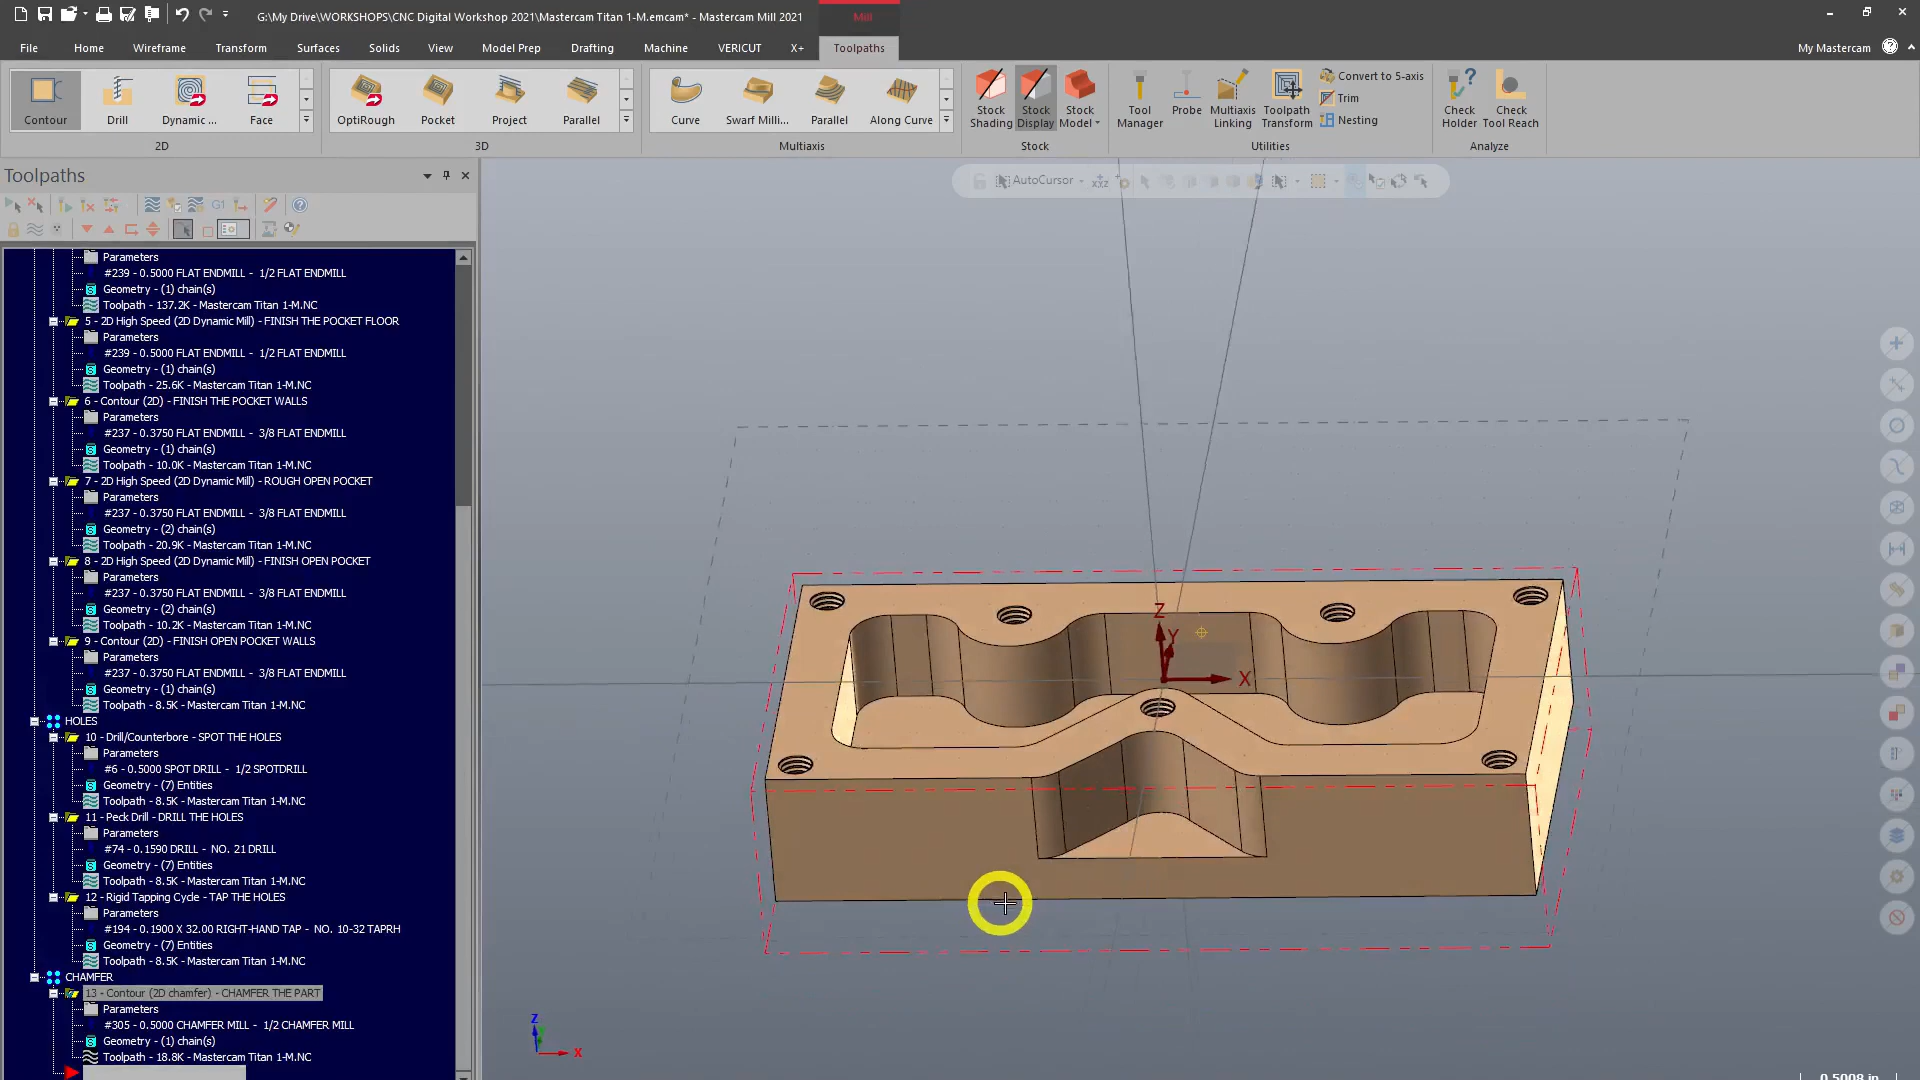 G:\My Drive\WORKSHOPS\CNC Digital Workshop 2021\Mastercam Titan 1-M.emcam* - Mastercam Mill 2021
Mill
File Home Wireframe Transform Surfaces Solids View Model Prep Drafting Machine VERICUT X+ Toolpaths My Mastercam
Contour Drill Dynamic ... Face
2D
OptiRough Pocket Project Parallel
3D
Curve Swarf Milli... Parallel Along Curve
Multiaxis
Stock Shading Stock Display Stock Model
Stock
Tool Manager Probe Multiaxis Linking Toolpath Transform Convert to 5-axis Trim Nesting
Utilities
Check Holder Check Tool Reach
Analyze
Toolpaths
AutoCursor
G1
Parameters
#239 - 0.5000 FLAT ENDMILL - 1/2 FLAT ENDMILL
Geometry - (1) chain(s)
Toolpath - 137.2K - Mastercam Titan 1-M.NC
5 - 2D High Speed (2D Dynamic Mill) - FINISH THE POCKET FLOOR
Parameters
#239 - 0.5000 FLAT ENDMILL - 1/2 FLAT ENDMILL
Geometry - (1) chain(s)
Toolpath - 25.6K - Mastercam Titan 1-M.NC
6 - Contour (2D) - FINISH THE POCKET WALLS
Parameters
#237 - 0.3750 FLAT ENDMILL - 3/8 FLAT ENDMILL
Geometry - (1) chain(s)
Toolpath - 10.0K - Mastercam Titan 1-M.NC
7 - 2D High Speed (2D Dynamic Mill) - ROUGH OPEN POCKET
Parameters
#237 - 0.3750 FLAT ENDMILL - 3/8 FLAT ENDMILL
Geometry - (2) chain(s)
Toolpath - 20.9K - Mastercam Titan 1-M.NC
8 - 2D High Speed (2D Dynamic Mill) - FINISH OPEN POCKET
Parameters
#237 - 0.3750 FLAT ENDMILL - 3/8 FLAT ENDMILL
Geometry - (2) chain(s)
Toolpath - 10.2K - Mastercam Titan 1-M.NC
9 - Contour (2D) - FINISH OPEN POCKET WALLS
Parameters
#237 - 0.3750 FLAT ENDMILL - 3/8 FLAT ENDMILL
Geometry - (1) chain(s)
Toolpath - 8.5K - Mastercam Titan 1-M.NC
HOLES
10 - Drill/Counterbore - SPOT THE HOLES
Parameters
#6 - 0.5000 SPOT DRILL - 1/2 SPOTDRILL
Geometry - (7) Entities
Toolpath - 8.5K - Mastercam Titan 1-M.NC
11 - Peck Drill - DRILL THE HOLES
Parameters
#74 - 0.1590 DRILL - NO. 21 DRILL
Geometry - (7) Entities
Toolpath - 8.5K - Mastercam Titan 1-M.NC
12 - Rigid Tapping Cycle - TAP THE HOLES
Parameters
#194 - 0.1900 X 32.00 RIGHT-HAND TAP - NO. 10-32 TAPRH
Geometry - (7) Entities
Toolpath - 8.5K - Mastercam Titan 1-M.NC
CHAMFER
13 - Contour (2D chamfer) - CHAMFER THE PART
Parameters
#305 - 0.5000 CHAMFER MILL - 1/2 CHAMFER MILL
Geometry - (1) chain(s)
Toolpath - 18.8K - Mastercam Titan 1-M.NC
Z
Y
X
Z
X
0.5008 in